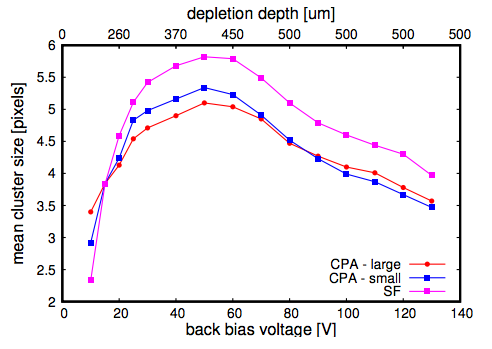 depletion depth [um]
0 260 370 450 500 500 500 500
6
5.5
5
4.5
4
3.5
3
2.5
2
mean cluster size [pixels]
CPA - large
CPA - small
SF
0 20 40 60 80 100 120 140
back bias voltage [V]